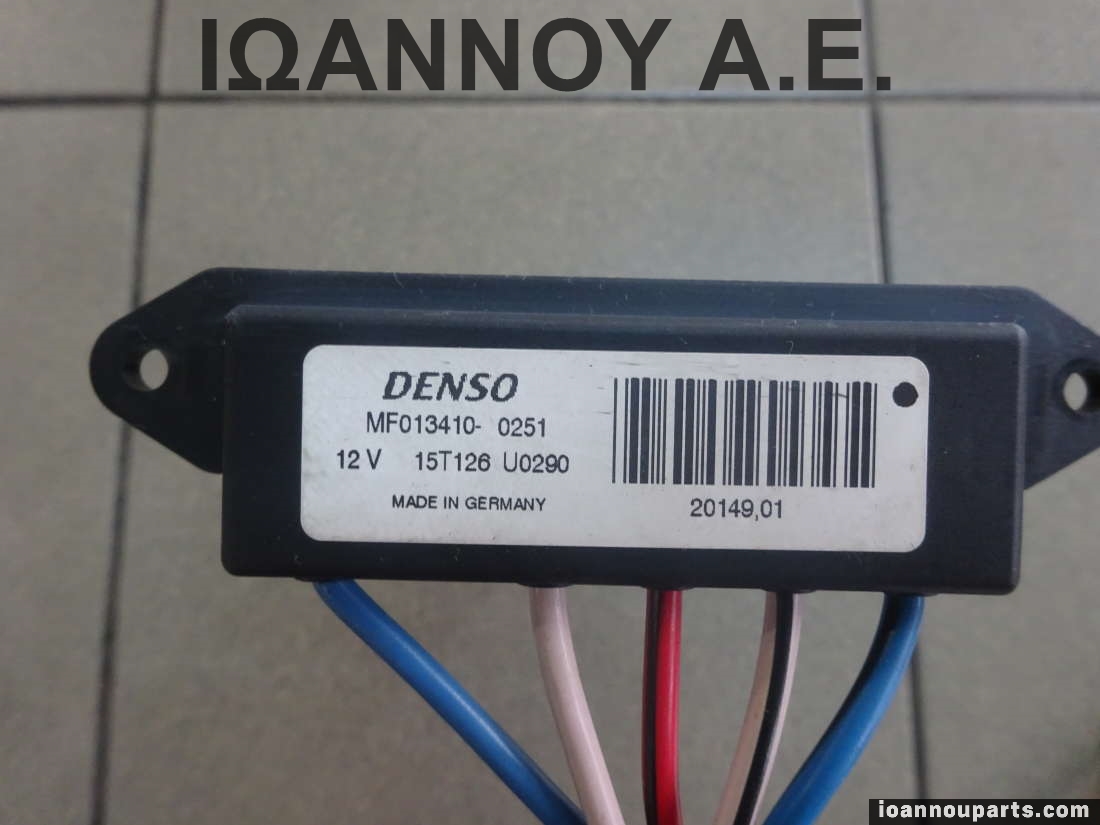 ΙΩΑΝΝΟΥ Α.Ε.
DENSO
MF013410- 0251
12 V 15T126 U0290
MADE IN GERMANY
20149,01
ioannouparts.com